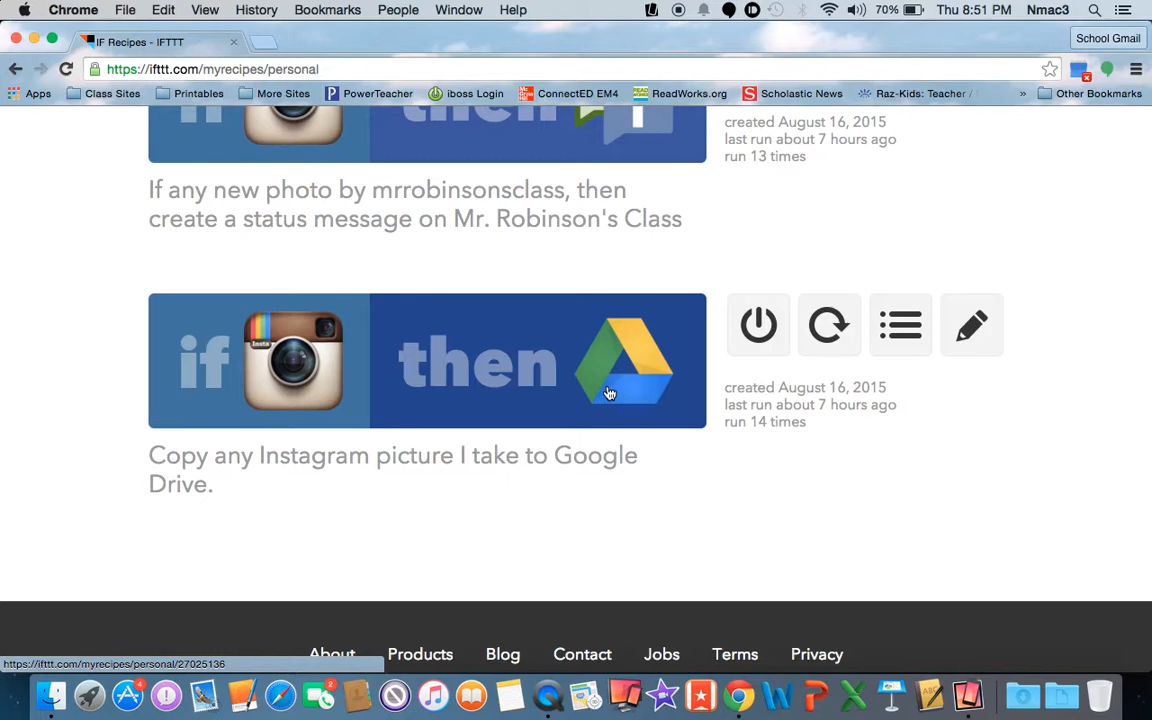 Chrome File Edit View History Bookmarks People Window Help 70% Thu 8:51 PM Nmac3
IF Recipes - IFTTT School Gmail
https://ifttt.com/myrecipes/personal
Apps Class Sites Printables More Sites PowerTeacher iboss Login ConnectED EM4 ReadWorks.org Scholastic News Raz-Kids: Teacher / » Other Bookmarks
then
created August 16, 2015
last run about 7 hours ago
run 13 times
If any new photo by mrrobinsonsclass, then
create a status message on Mr. Robinson's Class
if Insta then
created August 16, 2015
last run about 7 hours ago
run 14 times
Copy any Instagram picture I take to Google
Drive.
About Products Blog Contact Jobs Terms Privacy
https://ifttt.com/myrecipes/personal/27025136